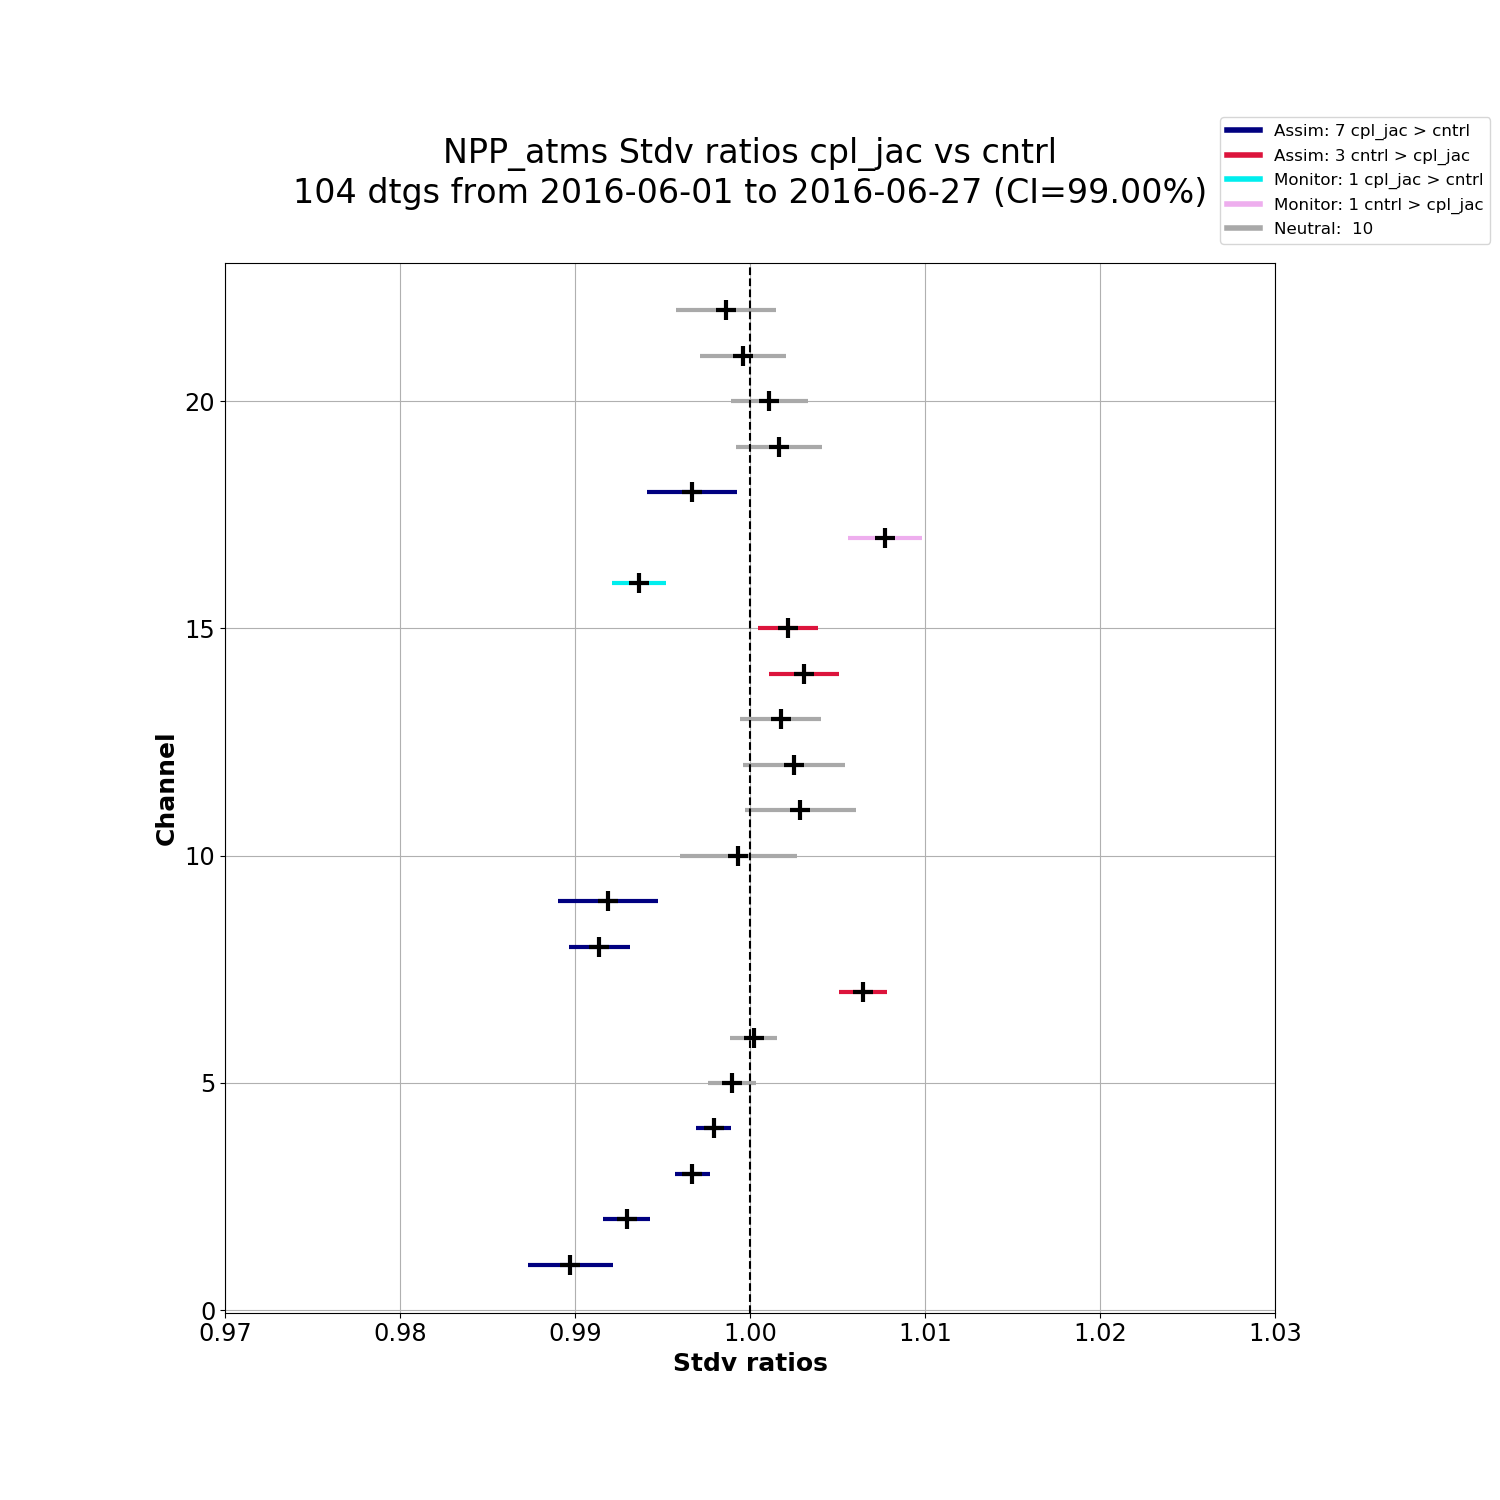 NPP_atms Stdv ratios cpl_jac vs cntrl
104 dtgs from 2016-06-01 to 2016-06-27 (CI=99.00%)
Assim: 7 cpl_jac > cntrl
Assim: 3 cntrl > cpl_jac
Monitor: 1 cpl_jac > cntrl
Monitor: 1 cntrl > cpl_jac
Neutral:  10
20
15
10
5
0
Channel
0.97 0.98 0.99 1.00 1.01 1.02 1.03
Stdv ratios